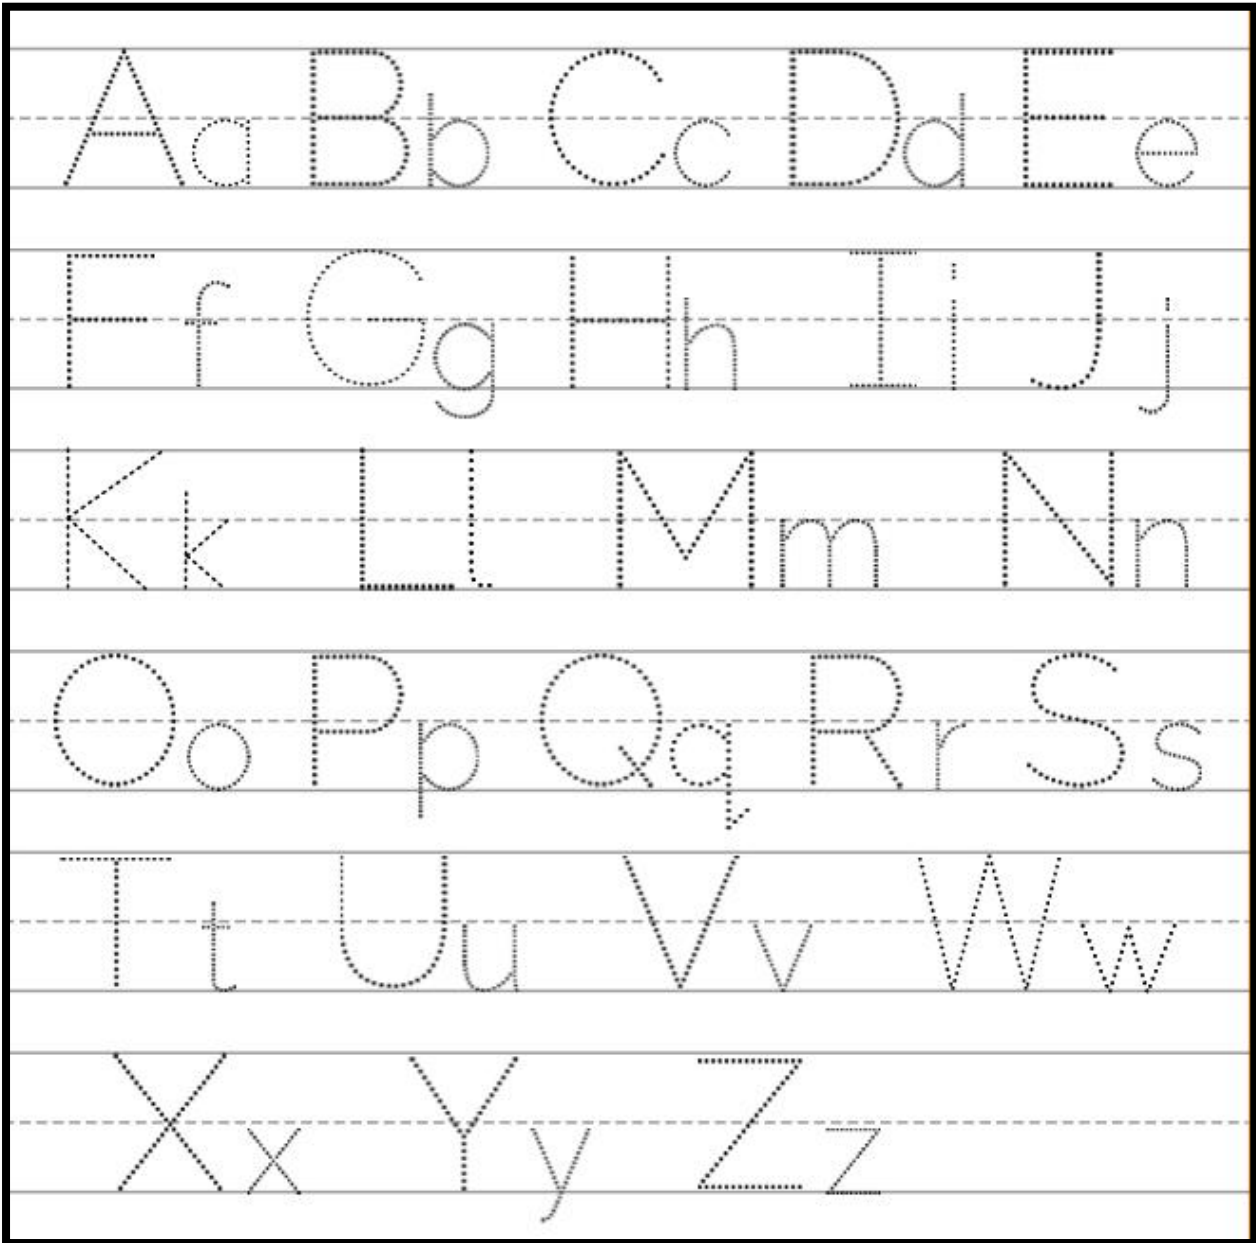 Aa Bb Cc Dd Ee
Ff Gg Hh Ii Jj
Kk Ll Mm Nn
Oo Pp Qq Rr Ss
Tt Uu Vv Ww
Xx Yy Zz